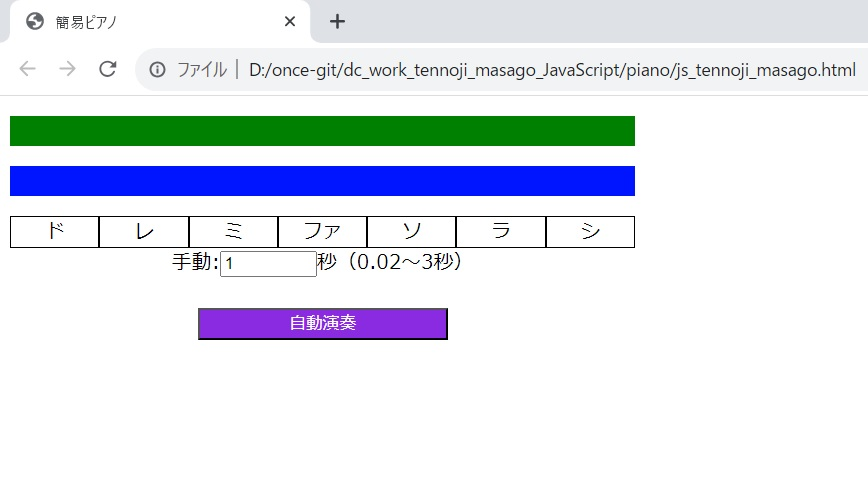 簡易ピアノ
ファイル | D:/once-git/dc_work_tennoji_masago_JavaScript/piano/js_tennoji_masago.html
ド レ ミ ファ ソ ラ シ
手動:1秒（0.02～3秒）
自動演奏